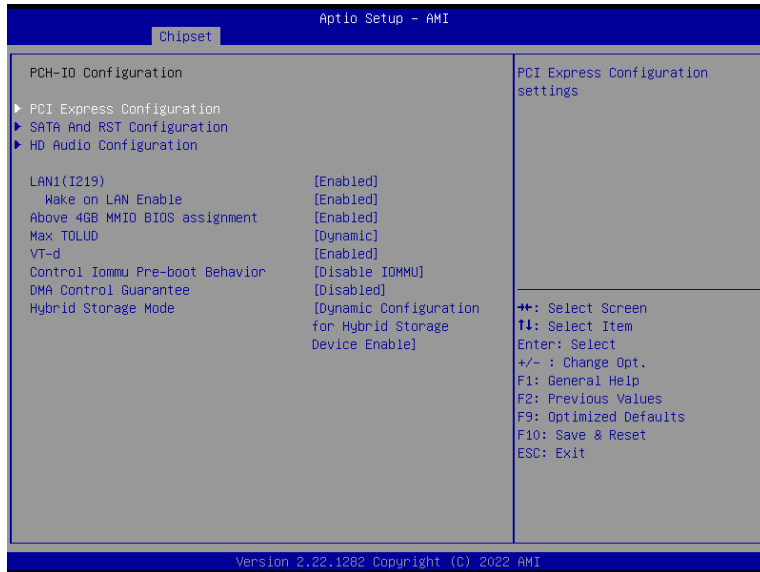 Aptio Setup – AMI
Chipset
PCH-IO Configuration
PCI Express Configuration
SATA And RST Configuration
HD Audio Configuration
LAN1(I219) [Enabled]
Wake on LAN Enable [Enabled]
Above 4GB MMIO BIOS assignment [Enabled]
Max TOLUD [Dynamic]
VT-d [Enabled]
Control Iommu Pre-boot Behavior [Disable IOMMU]
DMA Control Guarantee [Disabled]
Hybrid Storage Mode [Dynamic Configuration
for Hybrid Storage
Device Enable]
PCI Express Configuration
settings
→←: Select Screen
↑↓: Select Item
Enter: Select
+/- : Change Opt.
F1: General Help
F2: Previous Values
F9: Optimized Defaults
F10: Save & Reset
ESC: Exit
Version 2.22.1282 Copyright (C) 2022 AMI